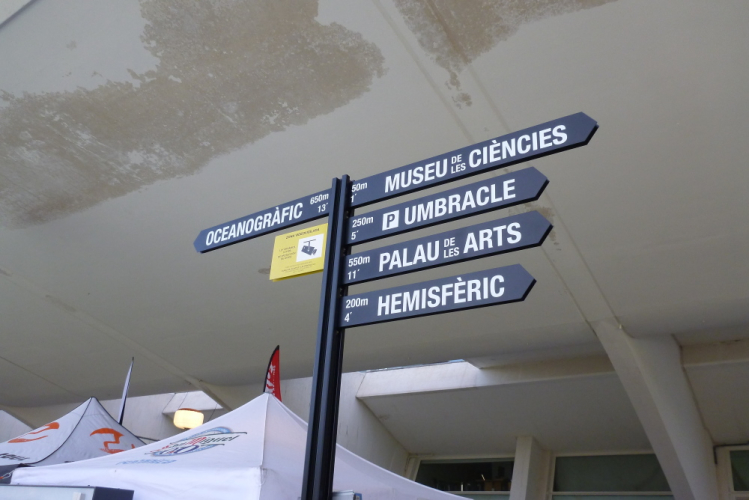 OCEANOGRÀFIC 650m
13´
50m MUSEU DE LES CIÈNCIES
1´
250m P UMBRACLE
5´
550m PALAU DE LES ARTS
11´
200m HEMISFÈRIC
4´